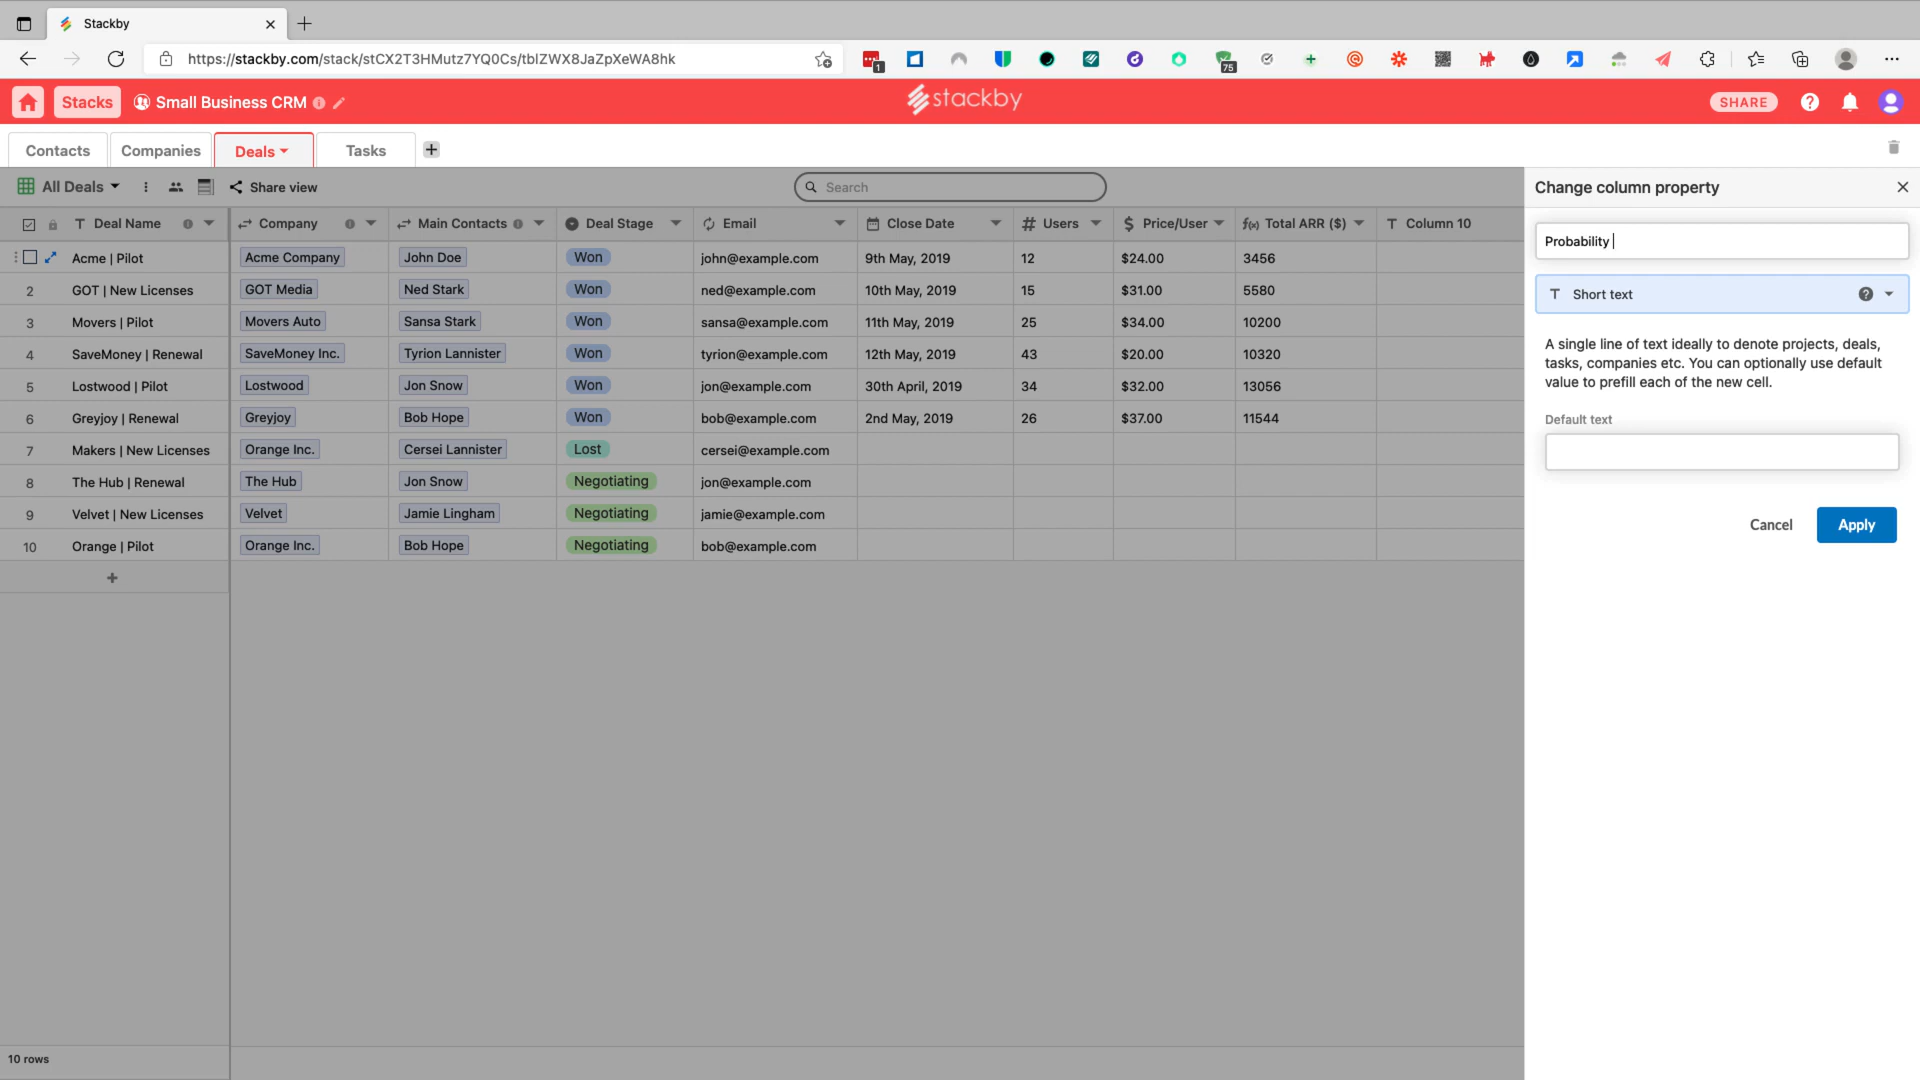 Stackby
https://stackby.com/stack/stCX2T3HMutz7YQ0Cs/tblZWX8JaZpXeWA8hk
1
75
Stacks
Small Business CRM
stackby
SHARE
Contacts
Companies
Deals
Tasks
All Deals
Share view
Search
Change column property
Deal Name
Company
Main Contacts
Deal Stage
Email
Close Date
Users
Price/User
Total ARR ($)
Column 10
Acme | Pilot Acme Company John Doe Won john@example.com 9th May, 2019 12 $24.00 3456
2 GOT | New Licenses GOT Media Ned Stark Won ned@example.com 10th May, 2019 15 $31.00 5580
3 Movers | Pilot Movers Auto Sansa Stark Won sansa@example.com 11th May, 2019 25 $34.00 10200
4 SaveMoney | Renewal SaveMoney Inc. Tyrion Lannister Won tyrion@example.com 12th May, 2019 43 $20.00 10320
5 Lostwood | Pilot Lostwood Jon Snow Won jon@example.com 30th April, 2019 34 $32.00 13056
6 Greyjoy | Renewal Greyjoy Bob Hope Won bob@example.com 2nd May, 2019 26 $37.00 11544
7 Makers | New Licenses Orange Inc. Cersei Lannister Lost cersei@example.com
8 The Hub | Renewal The Hub Jon Snow Negotiating jon@example.com
9 Velvet | New Licenses Velvet Jamie Lingham Negotiating jamie@example.com
10 Orange | Pilot Orange Inc. Bob Hope Negotiating bob@example.com
10 rows
Probability
Short text
A single line of text ideally to denote projects, deals,
tasks, companies etc. You can optionally use default
value to prefill each of the new cell.
Default text
Cancel
Apply